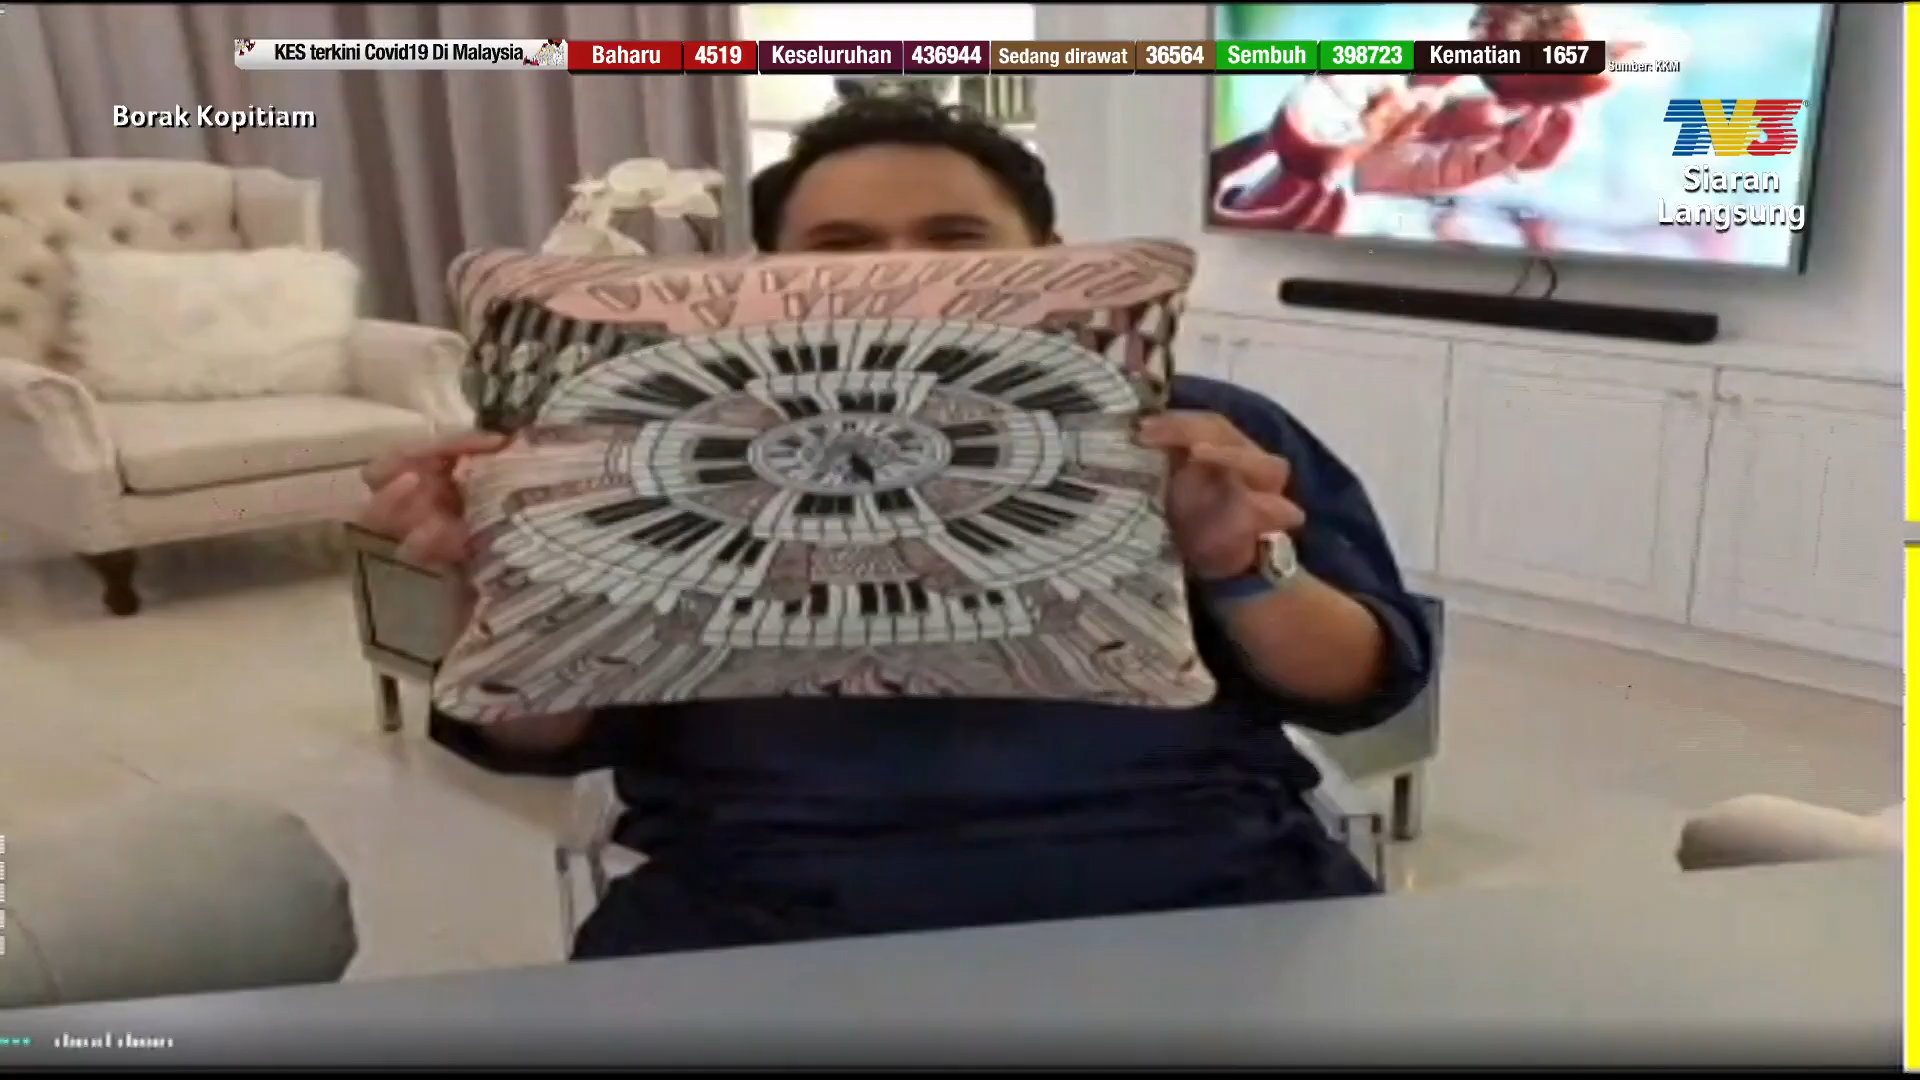 KES terkini Covid19 Di Malaysia Baharu 4519 Keseluruhan 436944 Sedang dirawat 36564 Sembuh 398723 Kematian 1657
Sumber: KKM
Borak Kopitiam
TV3
Siaran
Langsung